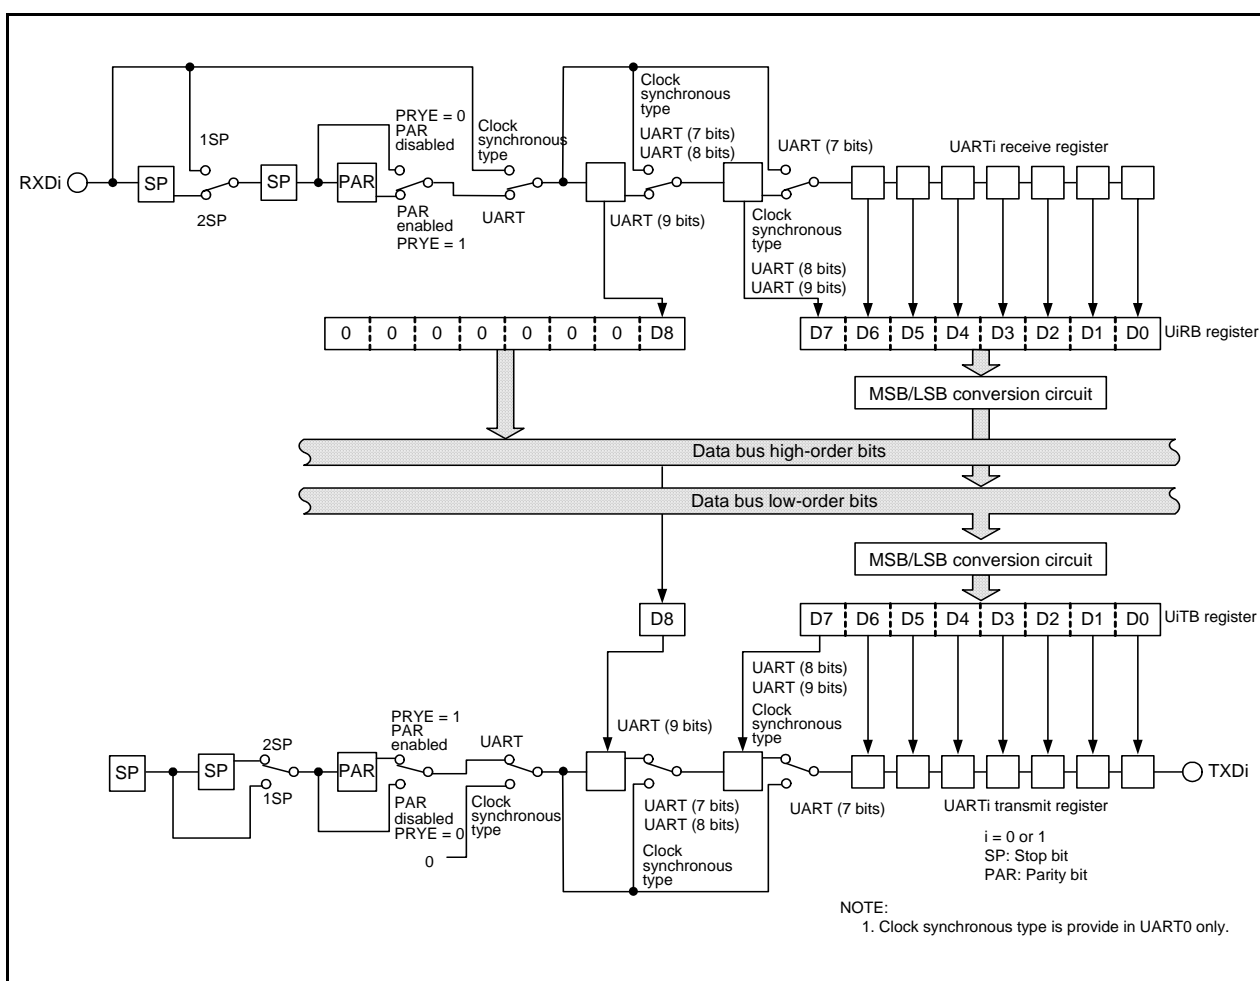 PRYE = 0
PAR
disabled
Clock
synchronous
type
Clock
synchronous
type
UART (7 bits)
UART (8 bits)
UART (7 bits)
UARTi receive register
1SP
RXDi
SP
SP
PAR
2SP
PAR
enabled
PRYE = 1
UART
UART (9 bits)
Clock
synchronous
type
UART (8 bits)
UART (9 bits)
0 0 0 0 0 0 0 D8
D7 D6 D5 D4 D3 D2 D1 D0
UiRB register
MSB/LSB conversion circuit
Data bus high-order bits
Data bus low-order bits
MSB/LSB conversion circuit
D8
D7 D6 D5 D4 D3 D2 D1 D0
UiTB register
UART (8 bits)
UART (9 bits)
Clock
synchronous
type
UART (9 bits)
PRYE = 1
PAR
enabled
UART
2SP
SP
SP
PAR
TXDi
1SP
PAR
disabled
PRYE = 0
0
Clock
synchronous
type
UART (7 bits)
UART (8 bits)
Clock
synchronous
type
UART (7 bits)
UARTi transmit register
i = 0 or 1
SP: Stop bit
PAR: Parity bit
NOTE:
1. Clock synchronous type is provide in UART0 only.